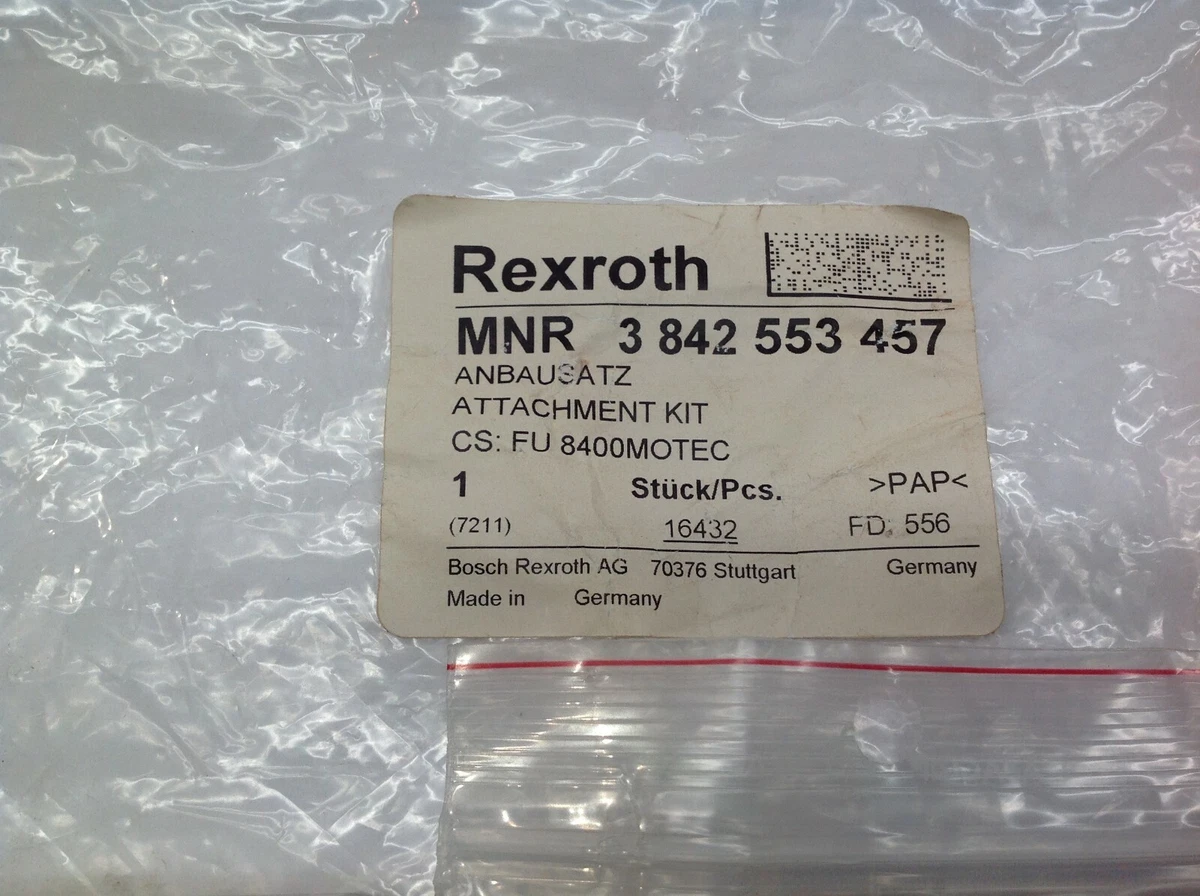 Rexroth
MNR 3 842 553 457
ANBAUSATZ
ATTACHMENT KIT
CS: FU 8400MOTEC
1 Stück/Pcs. >PAP<
(7211) 16432 FD: 556
Bosch Rexroth AG 70376 Stuttgart Germany
Made in Germany